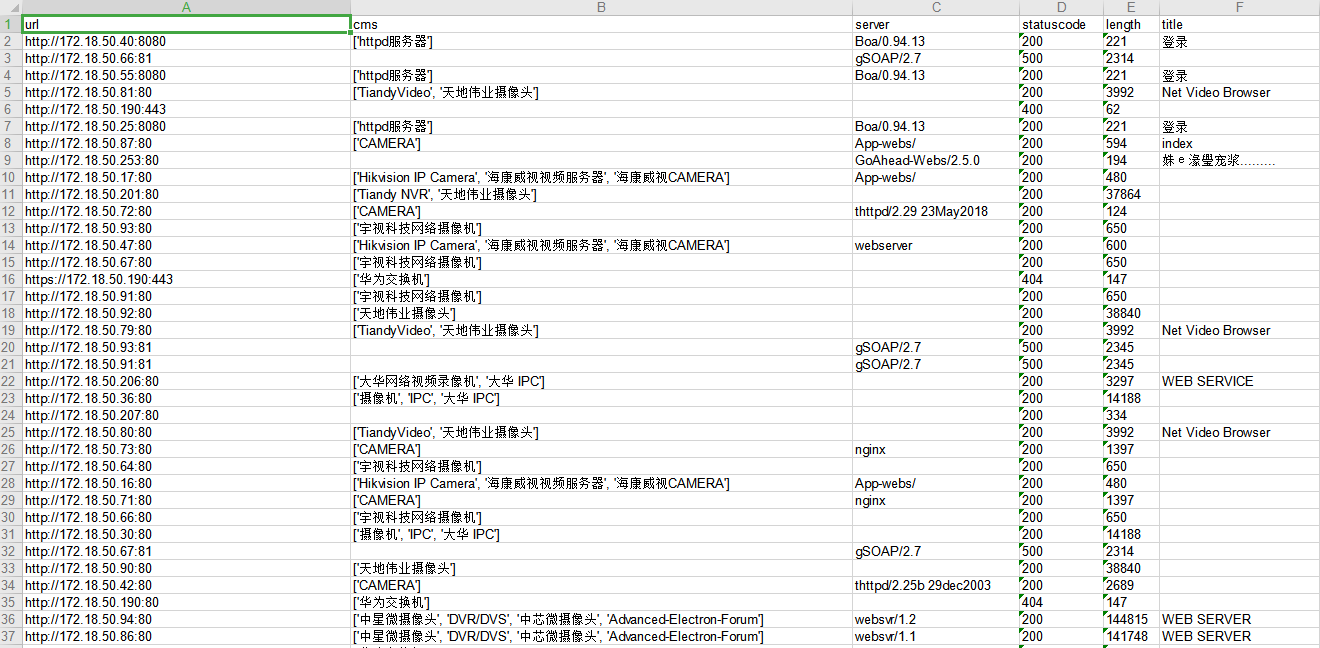 A B C D E F
1 url cms server statuscode length title
2 http://172.18.50.40:8080 ['httpd服务器'] Boa/0.94.13 200 221 登录
3 http://172.18.50.66:81 gSOAP/2.7 500 2314
4 http://172.18.50.55:8080 ['httpd服务器'] Boa/0.94.13 200 221 登录
5 http://172.18.50.81:80 ['TiandyVideo', '天地伟业摄像头'] 200 3992 Net Video Browser
6 http://172.18.50.190:443 400 62
7 http://172.18.50.25:8080 ['httpd服务器'] Boa/0.94.13 200 221 登录
8 http://172.18.50.87:80 ['CAMERA'] App-webs/ 200 594 index
9 http://172.18.50.253:80 GoAhead-Webs/2.5.0 200 194
10 http://172.18.50.17:80 ['Hikvision IP Camera', '海康威视视频服务器', '海康威视CAMERA'] App-webs/ 200 480
11 http://172.18.50.201:80 ['Tiandy NVR', '天地伟业摄像头'] 200 37864
12 http://172.18.50.72:80 ['CAMERA'] thttpd/2.29 23May2018 200 124
13 http://172.18.50.93:80 ['宇视科技网络摄像机'] 200 650
14 http://172.18.50.47:80 ['Hikvision IP Camera', '海康威视视频服务器', '海康威视CAMERA'] webserver 200 600
15 http://172.18.50.67:80 ['宇视科技网络摄像机'] 200 650
16 https://172.18.50.190:443 ['华为交换机'] 404 147
17 http://172.18.50.91:80 ['宇视科技网络摄像机'] 200 650
18 http://172.18.50.92:80 ['天地伟业摄像头'] 200 38840
19 http://172.18.50.79:80 ['TiandyVideo', '天地伟业摄像头'] 200 3992 Net Video Browser
20 http://172.18.50.93:81 gSOAP/2.7 500 2345
21 http://172.18.50.91:81 gSOAP/2.7 500 2345
22 http://172.18.50.206:80 ['大华网络视频录像机', '大华 IPC'] 200 3297 WEB SERVICE
23 http://172.18.50.36:80 ['摄像机', 'IPC', '大华 IPC'] 200 14188
24 http://172.18.50.207:80 200 334
25 http://172.18.50.80:80 ['TiandyVideo', '天地伟业摄像头'] 200 3992 Net Video Browser
26 http://172.18.50.73:80 ['CAMERA'] nginx 200 1397
27 http://172.18.50.64:80 ['宇视科技网络摄像机'] 200 650
28 http://172.18.50.16:80 ['Hikvision IP Camera', '海康威视视频服务器', '海康威视CAMERA'] App-webs/ 200 480
29 http://172.18.50.71:80 ['CAMERA'] nginx 200 1397
30 http://172.18.50.66:80 ['宇视科技网络摄像机'] 200 650
31 http://172.18.50.30:80 ['摄像机', 'IPC', '大华 IPC'] 200 14188
32 http://172.18.50.67:81 gSOAP/2.7 500 2314
33 http://172.18.50.90:80 ['天地伟业摄像头'] 200 38840
34 http://172.18.50.42:80 ['CAMERA'] thttpd/2.25b 29dec2003 200 2689
35 http://172.18.50.190:80 ['华为交换机'] 404 147
36 http://172.18.50.94:80 ['中星微摄像头', 'DVR/DVS', '中芯微摄像头', 'Advanced-Electron-Forum'] websvr/1.2 200 144815 WEB SERVER
37 http://172.18.50.86:80 ['中星微摄像头', 'DVR/DVS', '中芯微摄像头', 'Advanced-Electron-Forum'] websvr/1.1 200 141748 WEB SERVER